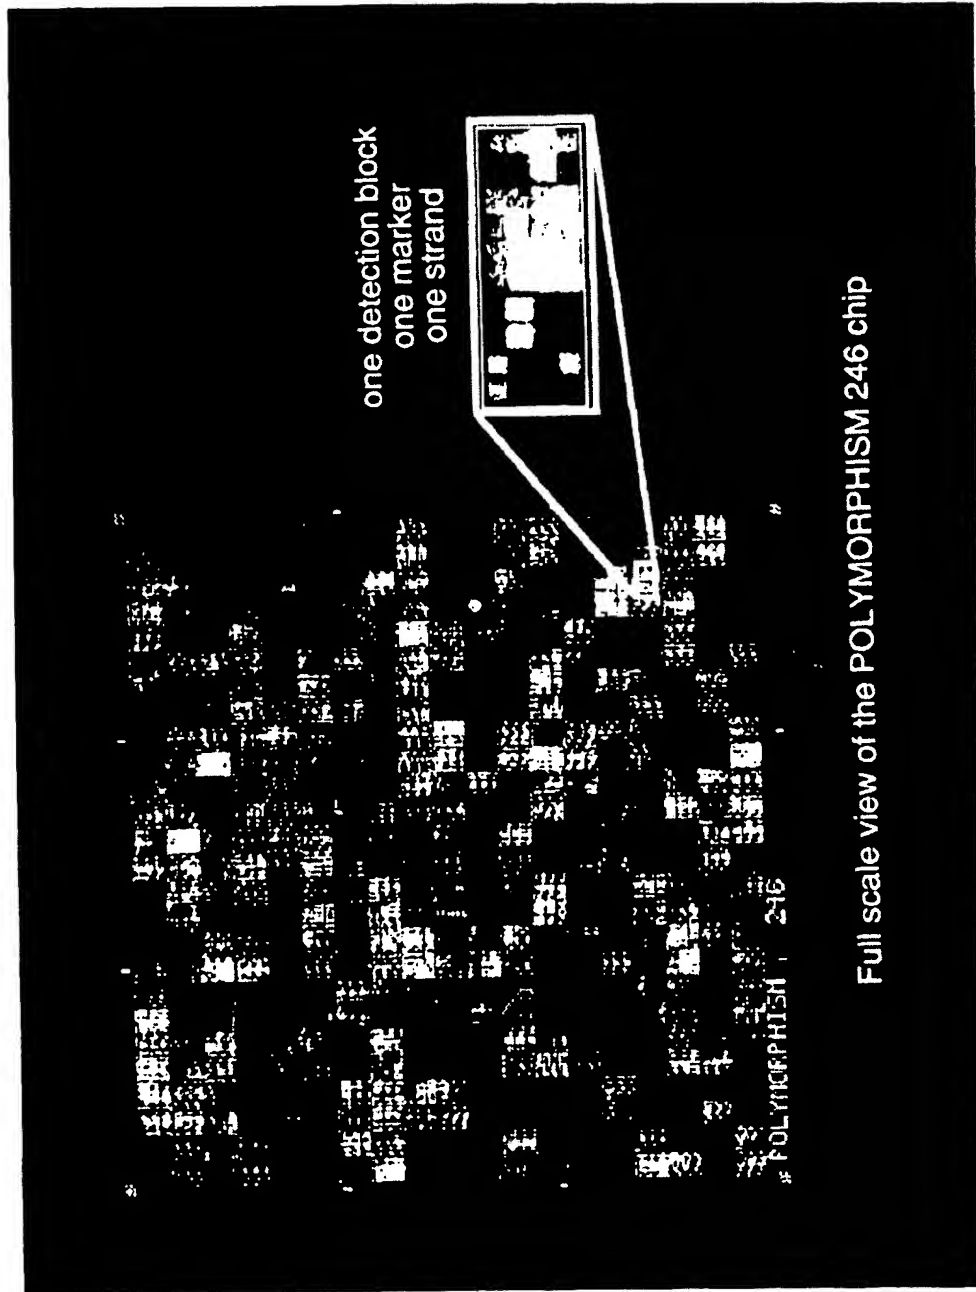 one detection block
one marker
one strand
POLYMORPHISM 246
Full scale view of the POLYMORPHISM 246 chip